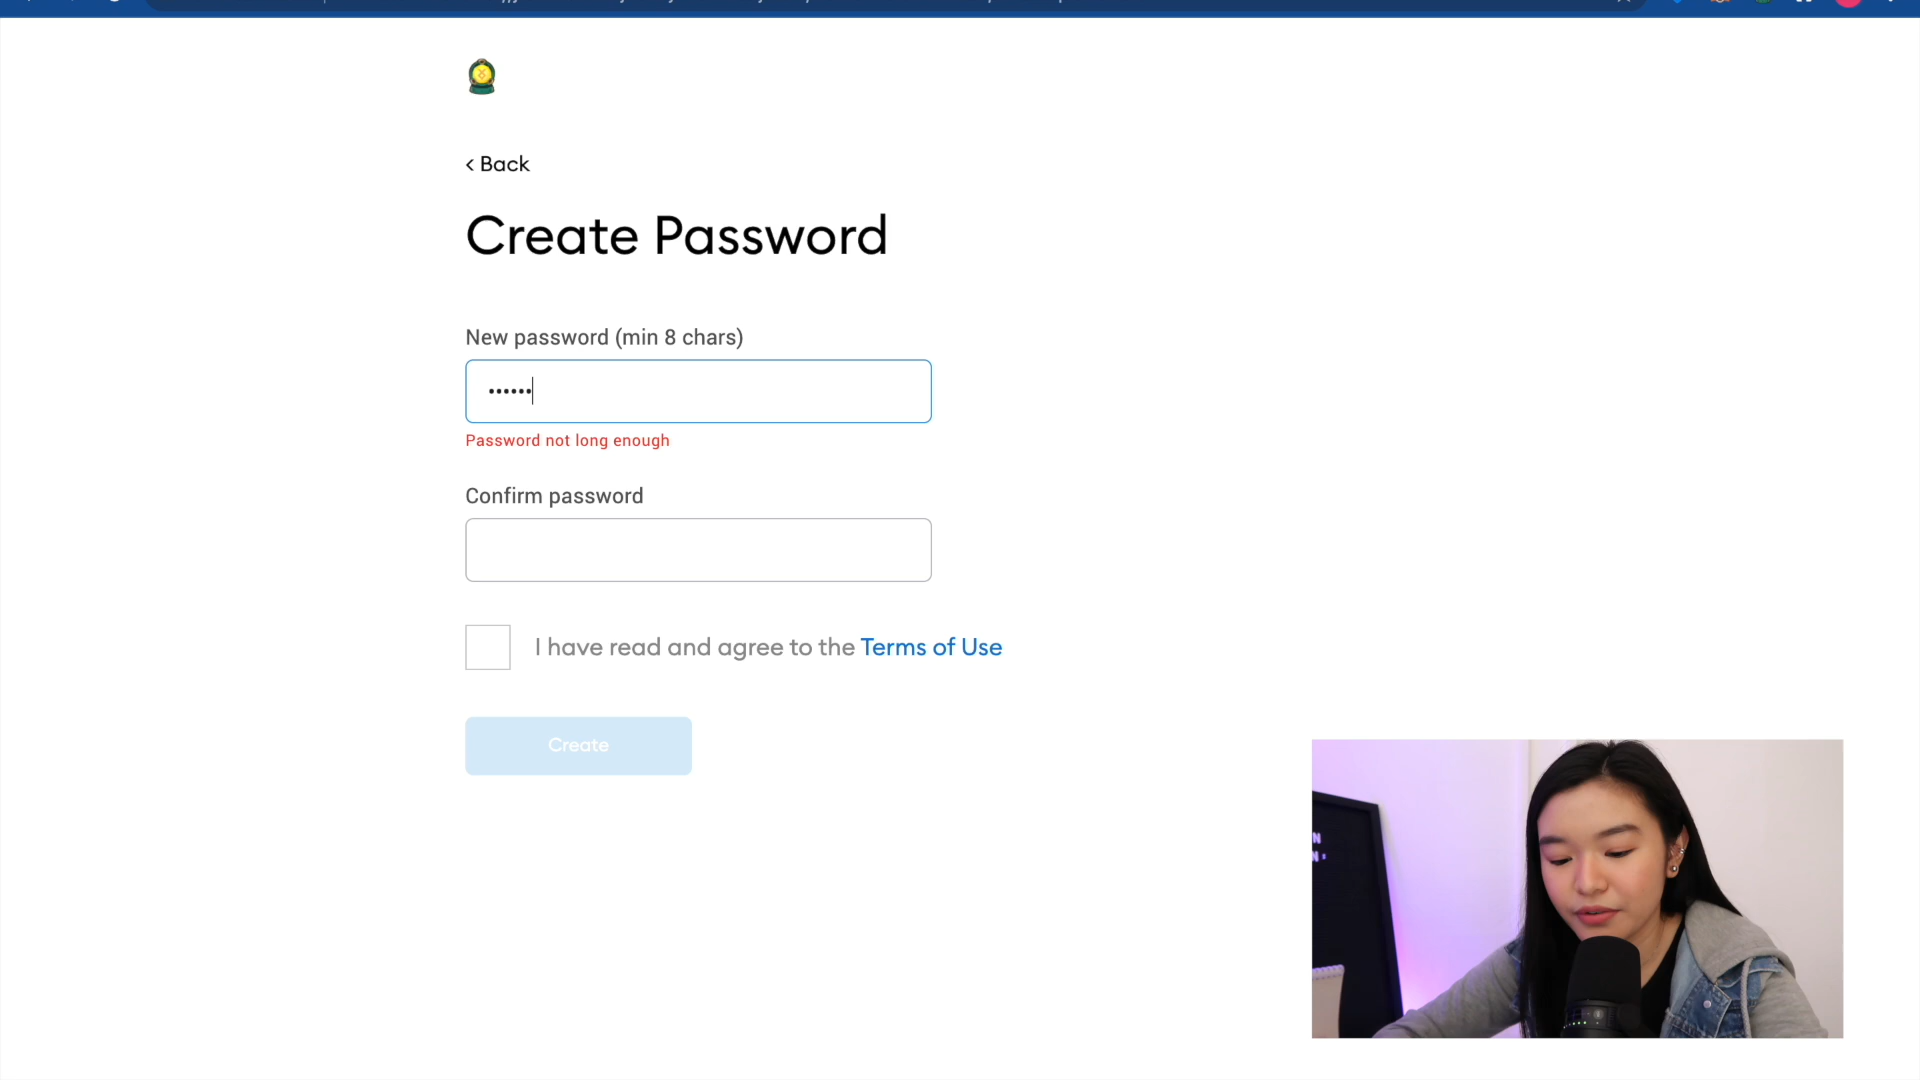 < Back
Create Password
New password (min 8 chars)
••••••
Password not long enough
Confirm password
I have read and agree to the Terms of Use
Create
N
N: